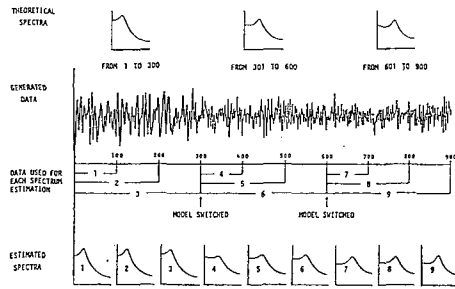 THEORETICAL
SPECTRA
FROM 1 TO 300
FROM 301 TO 600
FROM 601 TO 900
GENERATED
DATA
100 200 300 400 500 600 700 800 900
DATA USED FOR
EACH SPECTRUM
ESTIMATION
1 4 7
2 5 8
3 6 9
MODEL SWITCHED MODEL SWITCHED
ESTIMATED
SPECTRA
1 2 3 4 5 6 7 8 9